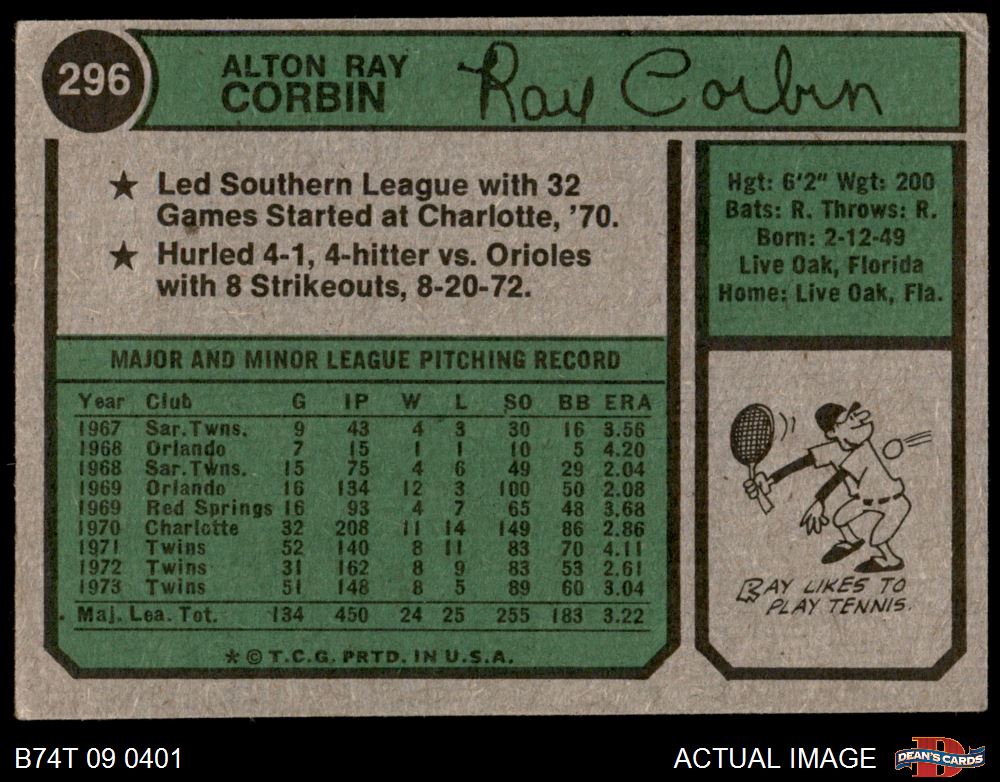 296
ALTON RAY
CORBIN
Ray Corbin
★ Led Southern League with 32
Games Started at Charlotte, '70.
★ Hurled 4-1, 4-hitter vs. Orioles
with 8 Strikeouts, 8-20-72.
Hgt: 6'2" Wgt: 200
Bats: R. Throws: R.
Born: 2-12-49
Live Oak, Florida
Home: Live Oak, Fla.
MAJOR AND MINOR LEAGUE PITCHING RECORD
Year Club G IP W L SO BB ERA
1967 Sar. Twns. 9 43 4 3 30 16 3.56
1968 Orlando 7 15 1 1 10 5 4.20
1968 Sar. Twns. 15 75 4 6 49 29 2.04
1969 Orlando 16 134 12 3 100 50 2.08
1969 Red Springs 16 93 4 7 65 48 3.68
1970 Charlotte 32 208 11 14 149 86 2.86
1971 Twins 52 140 8 11 83 70 4.11
1972 Twins 31 162 8 9 83 53 2.61
1973 Twins 51 148 8 5 89 60 3.04
Maj. Lea. Tot. 134 450 24 25 255 183 3.22
* © T.C.G. PRTD. IN U.S.A.
RAY LIKES TO
PLAY TENNIS.
B74T 09 0401
ACTUAL IMAGE
D
DEAN'S CARDS